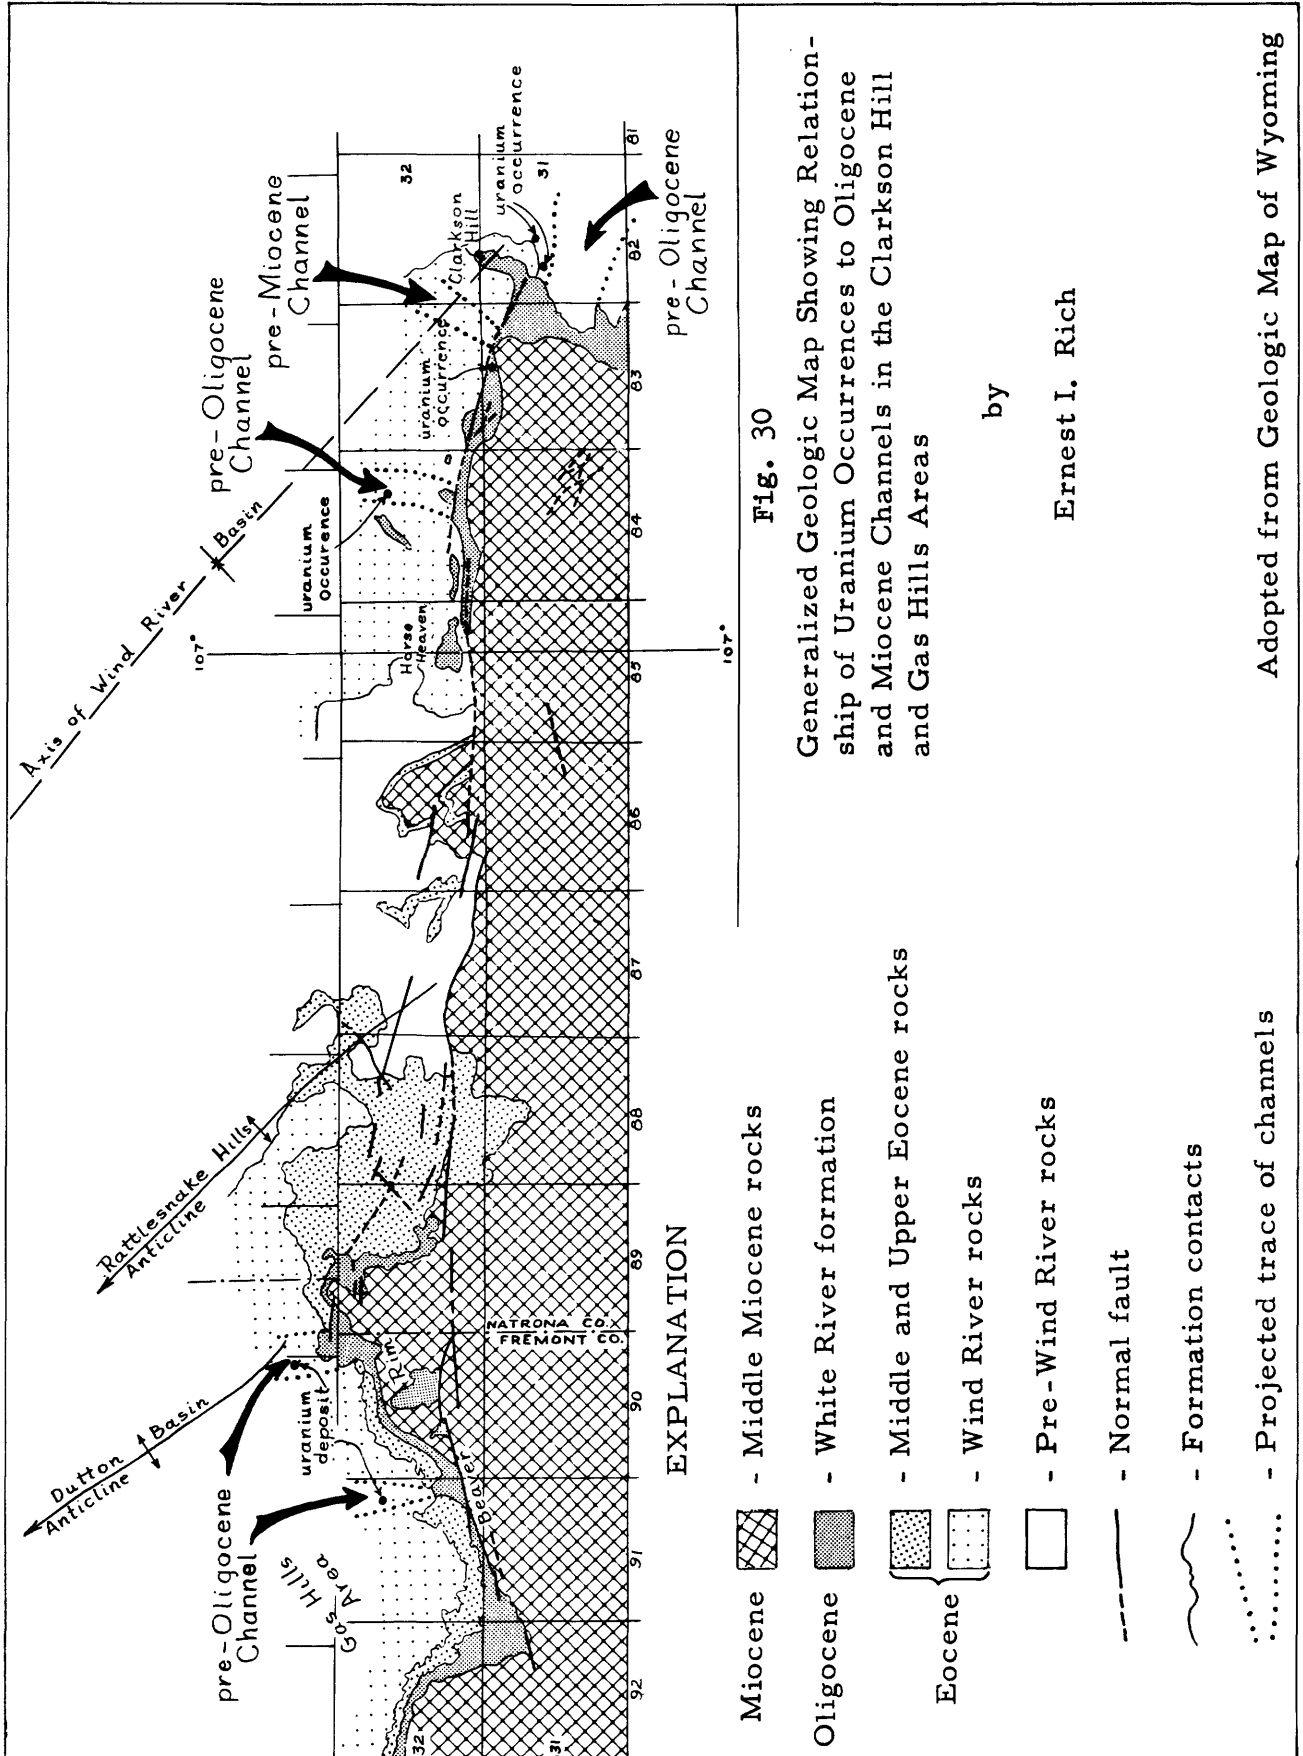 Axis of Wind River Basin
107°
pre-Oligocene
Channel
pre-Miocene
Channel
uranium
occurence
uranium
occurrence
Clarkson
Hill
uranium
occurrence
pre-Oligocene
Channel
Horse
Heaven
Rattlesnake Hills
Anticline
Dutton Basin
Anticline
pre-Oligocene
Channel
uranium
deposit
Gas Hills
Area
Beaver
Rim
NATRONA CO.
FREMONT CO.
32
31
32
31
92
91
90
89
88
87
86
85
84
83
82
81
107°
EXPLANATION
Miocene - Middle Miocene rocks
Oligocene - White River formation
Eocene - Middle and Upper Eocene rocks
- Wind River rocks
- Pre-Wind River rocks
- Normal fault
- Formation contacts
- Projected trace of channels
Fig. 30
Generalized Geologic Map Showing Relation-
ship of Uranium Occurrences to Oligocene
and Miocene Channels in the Clarkson Hill
and Gas Hills Areas
by
Ernest I. Rich
Adopted from Geologic Map of Wyoming